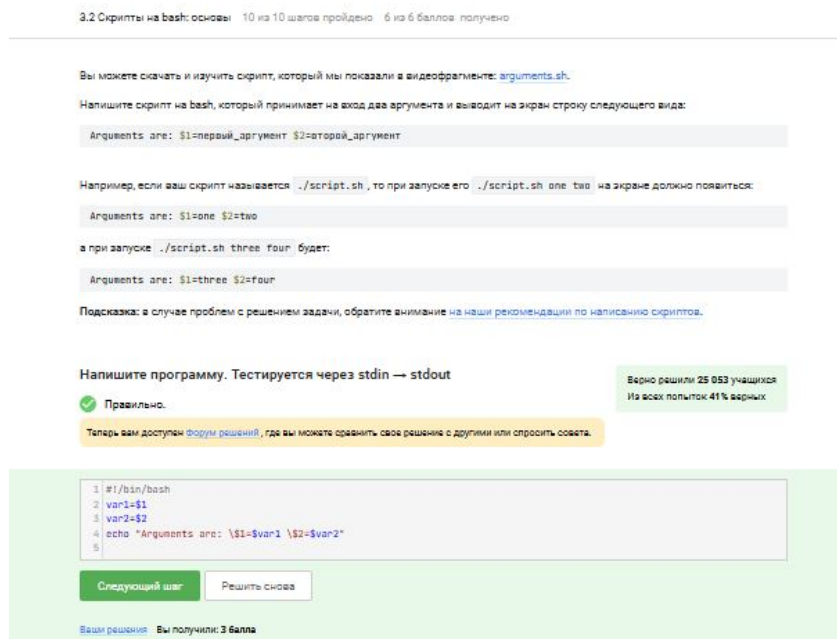 3.2 Скрипты на bash: основы 10 из 10 шагов пройдено 6 из 6 баллов получено
Вы можете скачать и изучить скрипт, который мы показали в видеофрагменте: arguments.sh.
Напишите скрипт на bash, который принимает на вход два аргумента и выводит на экран строку следующего вида:
Arguments are: $1=первый_аргумент $2=второй_аргумент
Например, если ваш скрипт называется ./script.sh , то при запуске его ./script.sh one two на экране должно появиться:
Arguments are: $1=one $2=two
а при запуске ./script.sh three four будет:
Arguments are: $1=three $2=four
Подсказка: в случае проблем с решением задачи, обратите внимание на наши рекомендации по написанию скриптов.
Напишите программу. Тестируется через stdin → stdout
Верно решили 25 053 учащихся
Из всех попыток 41% верных
Правильно.
Теперь вам доступен Форум решений, где вы можете сравнить свое решение с другими или спросить совета.
1 #!/bin/bash
2 var1=$1
3 var2=$2
4 echo "Arguments are: \$1=$var1 \$2=$var2"
5
Следующий шаг Решить снова
Ваши решения Вы получили: 3 балла